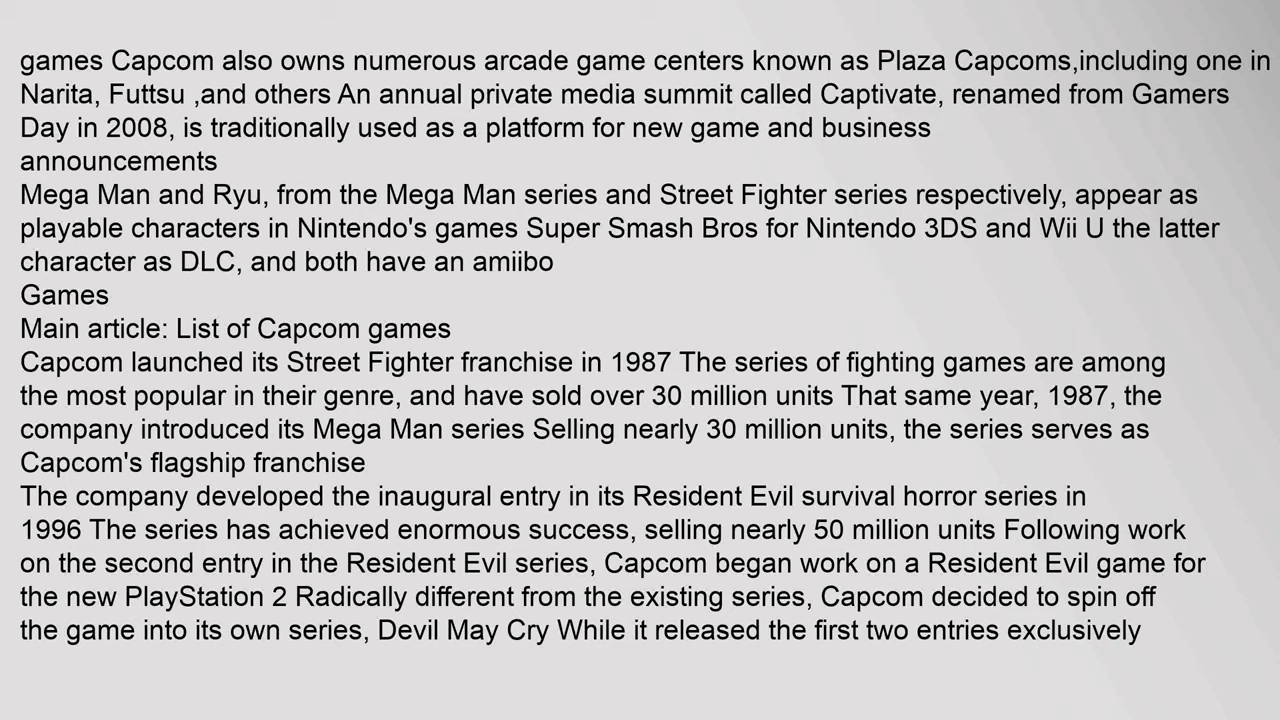 games Capcom also owns numerous arcade game centers known as Plaza Capcoms,including one in
Narita, Futtsu ,and others An annual private media summit called Captivate, renamed from Gamers
Day in 2008, is traditionally used as a platform for new game and business
announcements
Mega Man and Ryu, from the Mega Man series and Street Fighter series respectively, appear as
playable characters in Nintendo's games Super Smash Bros for Nintendo 3DS and Wii U the latter
character as DLC, and both have an amiibo
Games
Main article: List of Capcom games
Capcom launched its Street Fighter franchise in 1987 The series of fighting games are among
the most popular in their genre, and have sold over 30 million units That same year, 1987, the
company introduced its Mega Man series Selling nearly 30 million units, the series serves as
Capcom's flagship franchise
The company developed the inaugural entry in its Resident Evil survival horror series in
1996 The series has achieved enormous success, selling nearly 50 million units Following work
on the second entry in the Resident Evil series, Capcom began work on a Resident Evil game for
the new PlayStation 2 Radically different from the existing series, Capcom decided to spin off
the game into its own series, Devil May Cry While it released the first two entries exclusively